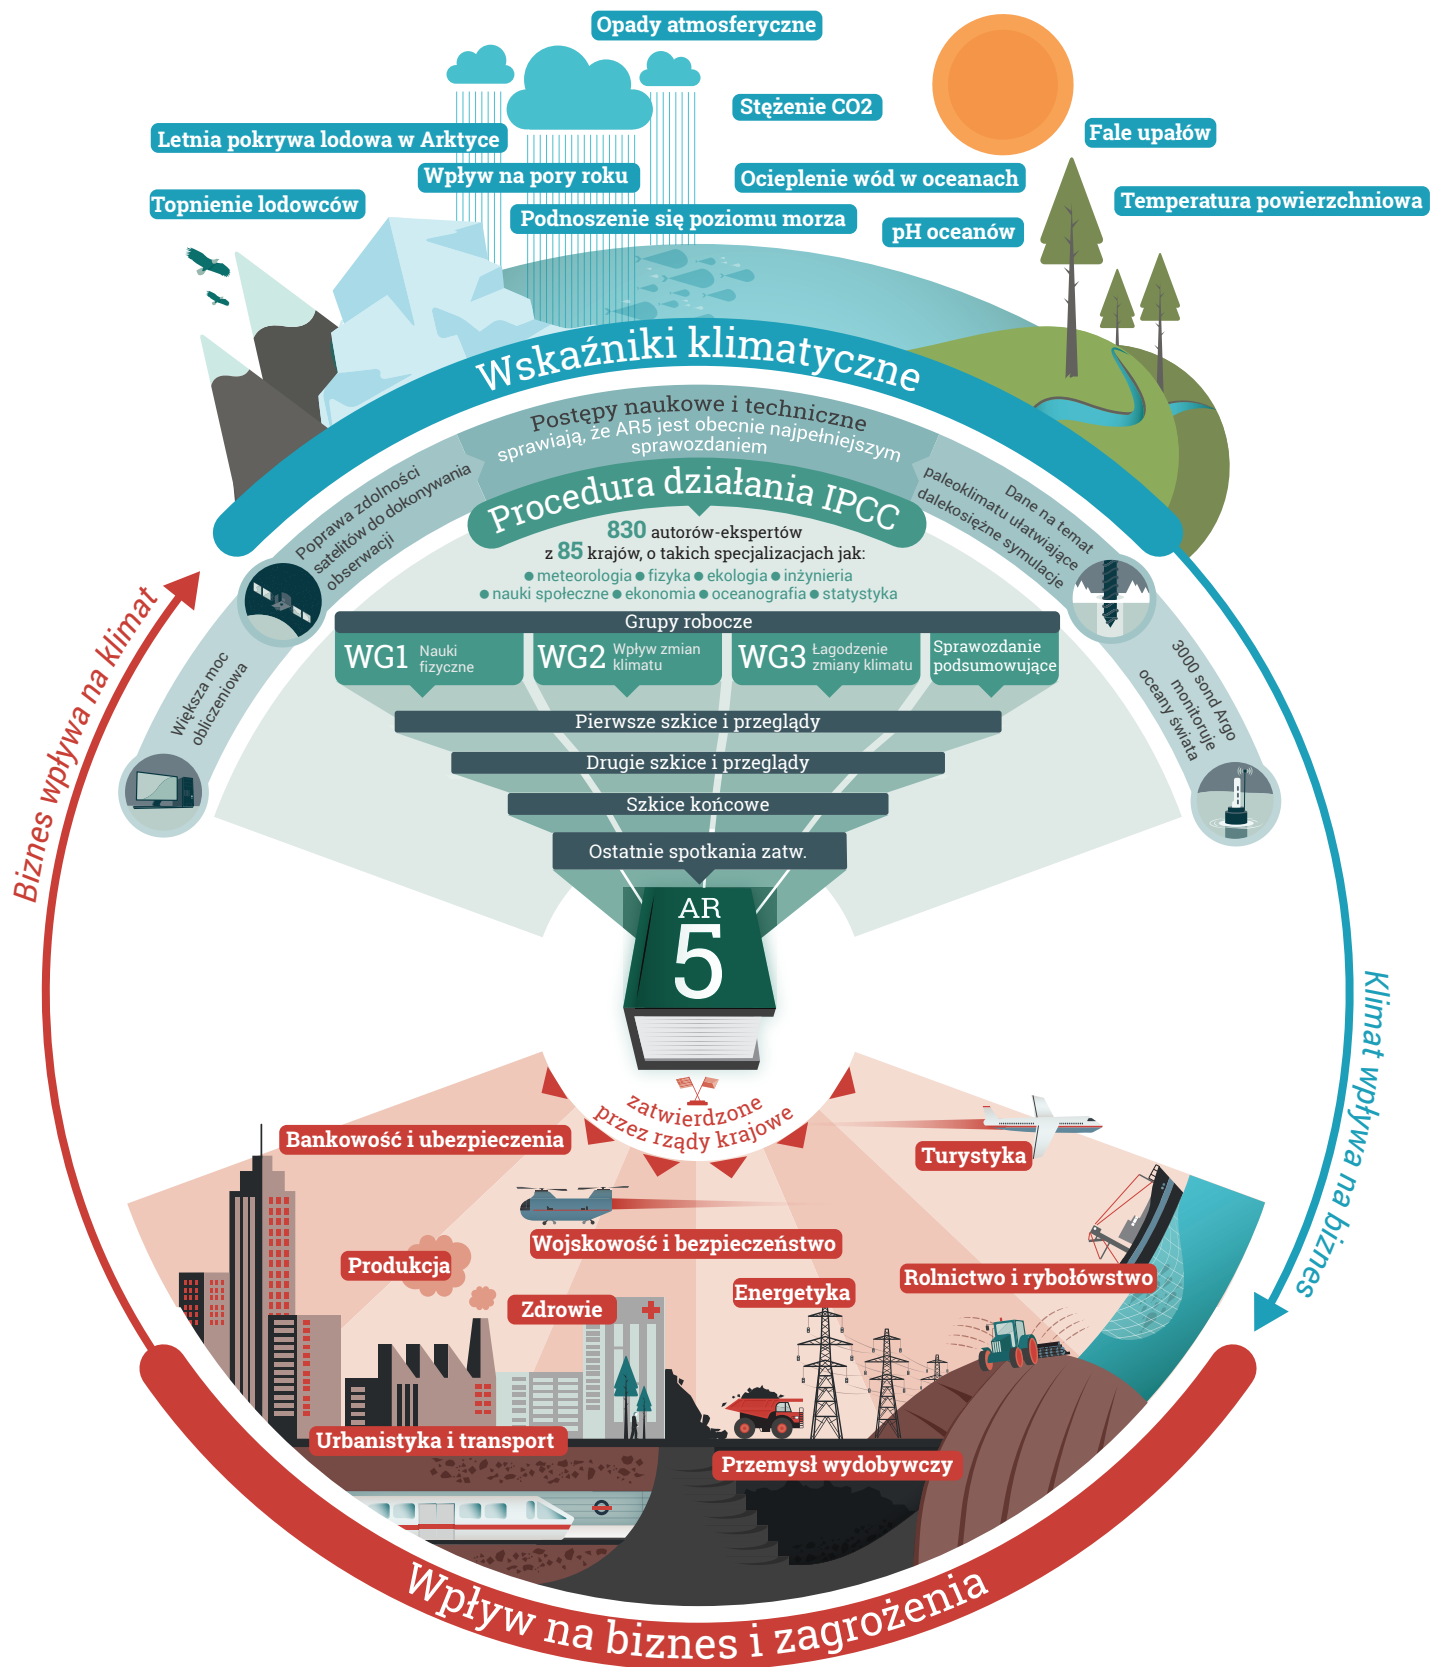 Opady atmosferyczne
Stężenie CO2
Fale upałów
Letnia pokrywa lodowa w Arktyce
Wpływ na pory roku
Ocieplenie wód w oceanach
Topnienie lodowców
Temperatura powierzchniowa
Podnoszenie się poziomu morza
pH oceanów
Wskaźniki klimatyczne
Postępy naukowe i techniczne
sprawiają, że AR5 jest obecnie najpełniejszym
sprawozdaniem
Poprawa zdolności
satelitów do dokonywania
obserwacji
Większa moc
obliczeniowa
Dane na temat
paleoklimatu ułatwiające
dalekosiężne symulacje
3000 sond Argo
monitoruje
oceany świata
Procedura działania IPCC
830 autorów-ekspertów
z 85 krajów, o takich specjalizacjach jak:
● meteorologia ● fizyka ● ekologia ● inżynieria
● nauki społeczne ● ekonomia ● oceanografia ● statystyka
Grupy robocze
WG1 Nauki
fizyczne
WG2 Wpływ zmian
klimatu
WG3 Łagodzenie
zmiany klimatu
Sprawozdanie
podsumowujące
Pierwsze szkice i przeglądy
Drugie szkice i przeglądy
Szkice końcowe
Ostatnie spotkania zatw.
AR
5
zatwierdzone
przez rządy krajowe
Biznes wpływa na klimat
Klimat wpływa na biznes
Bankowość i ubezpieczenia
Turystyka
Wojskowość i bezpieczeństwo
Produkcja
Rolnictwo i rybołówstwo
Energetyka
Zdrowie
Urbanistyka i transport
Przemysł wydobywczy
Wpływ na biznes i zagrożenia